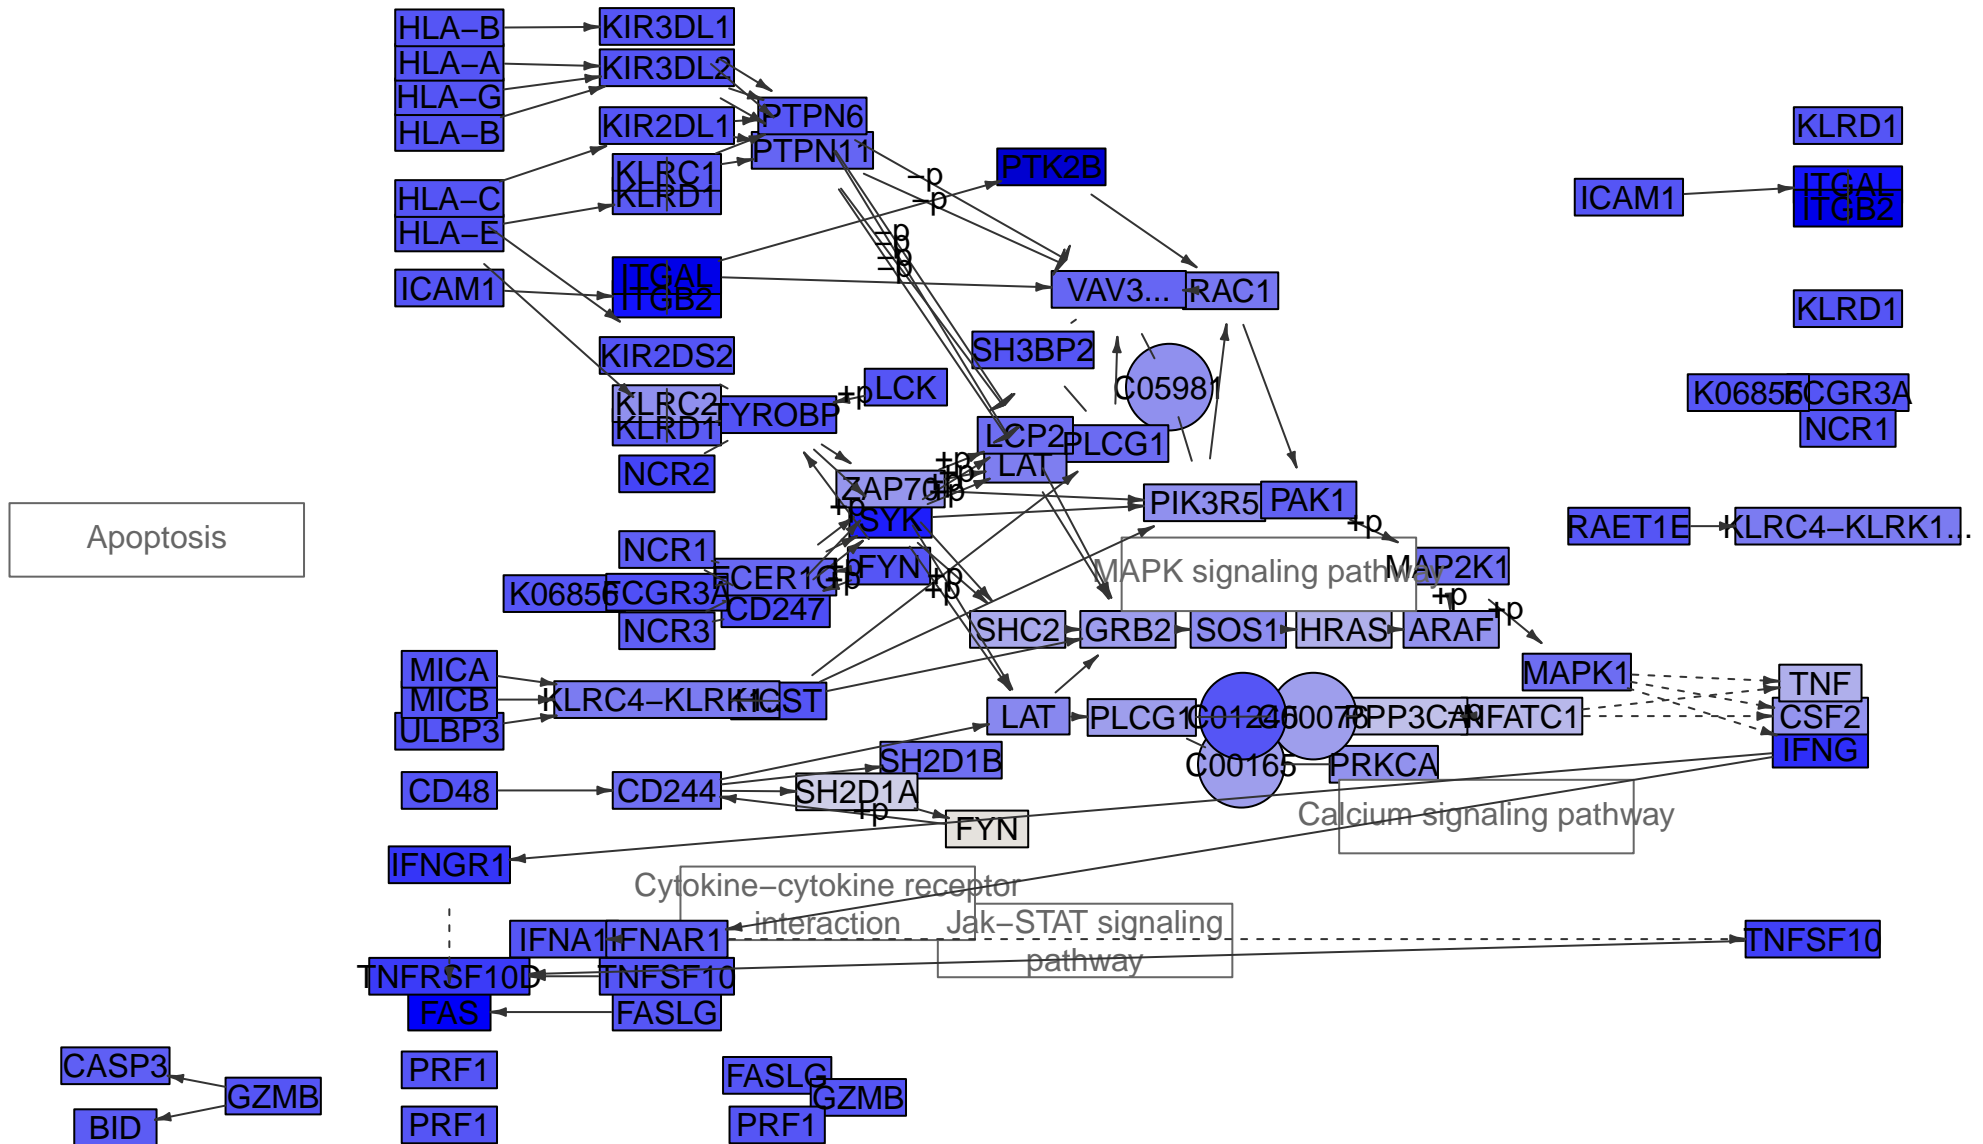 HLA−B
KIR3DL1
HLA−A
KIR3DL2
HLA−G
HLA−B
PTPN6
KIR2DL1
PTPN11
KLRD1
KLRC1
KLRD1
PTK2B
−p
−p
HLA−C
HLA−E
ICAM1
ITGAL
ITGB2
−p
−p
−p
−p
ICAM1
ITGAL
ITGB2
VAV3...
RAC1
KLRD1
SH3BP2
KIR2DS2
C05981
LCK
+p
KLRC2
KLRD1
TYROBP
K06856
FCGR3A
NCR1
LCP2
PLCG1
LAT
NCR2
+p
+p
+p
+p
ZAP70
SYK
+p
PIK3R5
PAK1
+p
RAET1E
KLRC4−KLRK1...
Apoptosis
NCR1
FCER1G
FYN
+p
+p
+p
+p
MAPK signaling pathway
MAP2K1
K06856
FCGR3A
CD247
NCR3
SHC2
GRB2
SOS1
HRAS
ARAF
+p
+p
MICA
MICB
ULBP3
KLRC4−KLRK1...
HCST
MAPK1
TNF
CSF2
IFNG
LAT
PLCG1
C01245
C00076
C00165
PPP3CA
−p
NFATC1
PRKCA
SH2D1B
CD48
CD244
SH2D1A
+p
FYN
Calcium signaling pathway
IFNGR1
Cytokine−cytokine receptor
interaction
Jak−STAT signaling
pathway
IFNA1
IFNAR1
TNFSF10
TNFRSF10D
TNFSF10
FAS
FASLG
CASP3
GZMB
BID
PRF1
PRF1
FASLG
GZMB
PRF1